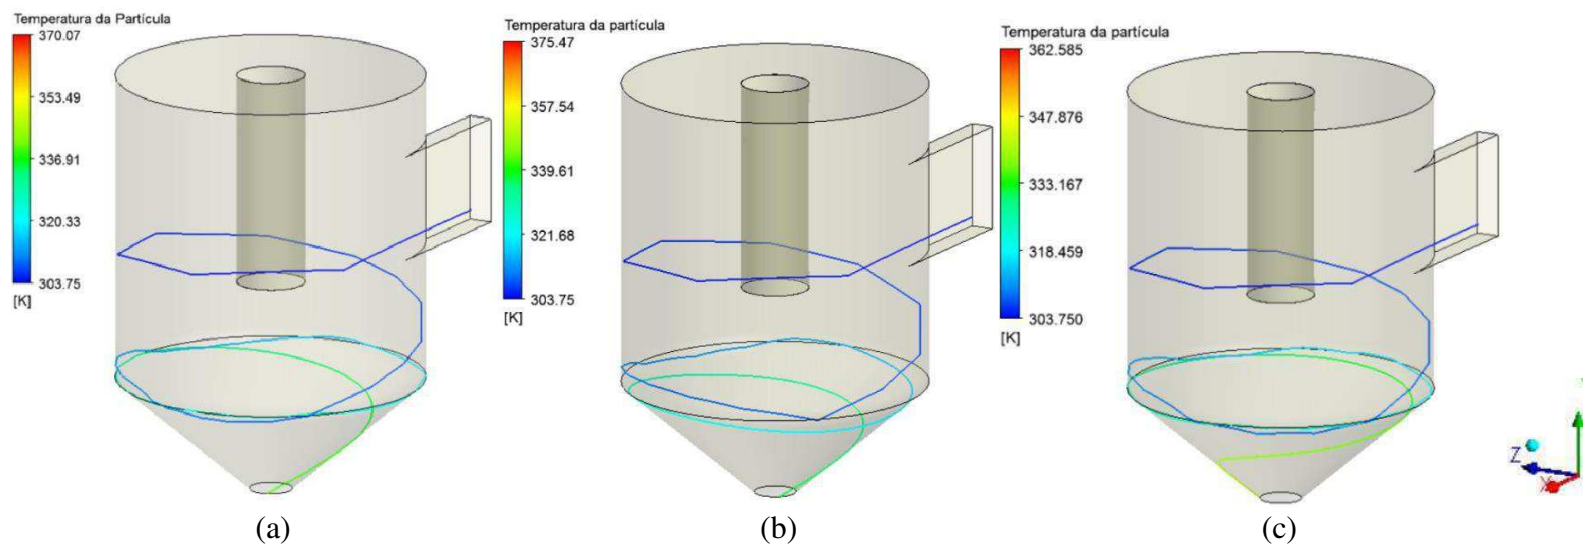 Temperatura da Partícula
370.07
353.49
336.91
320.33
303.75
[K]
(a)
Temperatura da partícula
375.47
357.54
339.61
321.68
303.75
[K]
(b)
Temperatura da partícula
362.585
347.876
333.167
318.459
303.750
[K]
(c)
Z
X